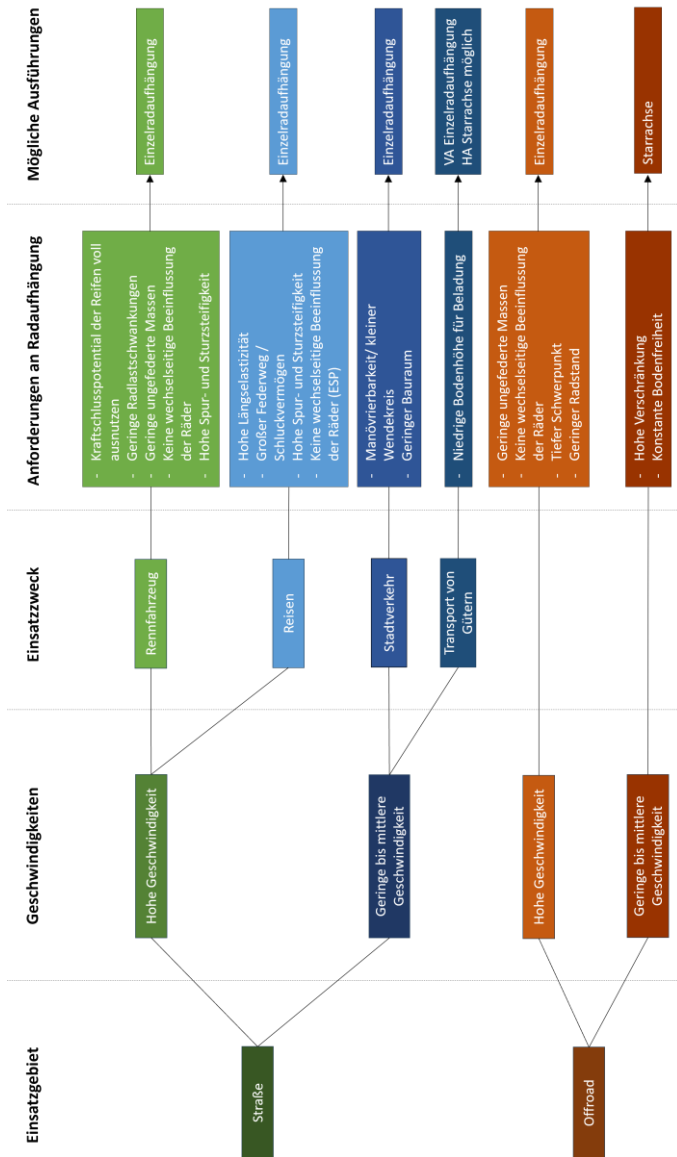 Einsatzgebiet
Geschwindigkeiten
Einsatzzweck
Anforderungen an Radaufhängung
Mögliche Ausführungen
Straße
Hohe Geschwindigkeit
Rennfahrzeug
- Kraftschlusspotential der Reifen voll
ausnutzen
- Geringe Radlastschwankungen
- Geringe ungefederte Massen
- Keine wechselseitige Beeinflussung
der Räder
- Hohe Spur- und Sturzsteifigkeit
Einzelradaufhängung
Reisen
- Hohe Längselastizität
- Großer Federweg /
Schluckvermögen
- Hohe Spur- und Sturzsteifigkeit
- Keine wechselseitige Beeinflussung
der Räder (ESP)
Einzelradaufhängung
Geringe bis mittlere
Geschwindigkeit
Stadtverkehr
- Manövrierbarkeit/ kleiner
Wendekreis
- Geringer Bauraum
Einzelradaufhängung
Transport von
Gütern
- Niedrige Bodenhöhe für Beladung
VA Einzelradaufhängung
HA Starrachse möglich
Offroad
Hohe Geschwindigkeit
- Geringe ungefederte Massen
- Keine wechselseitige Beeinflussung
der Räder
- Tiefer Schwerpunkt
- Geringer Radstand
Einzelradaufhängung
Geringe bis mittlere
Geschwindigkeit
- Hohe Verschränkung
- Konstante Bodenfreiheit
Starrachse